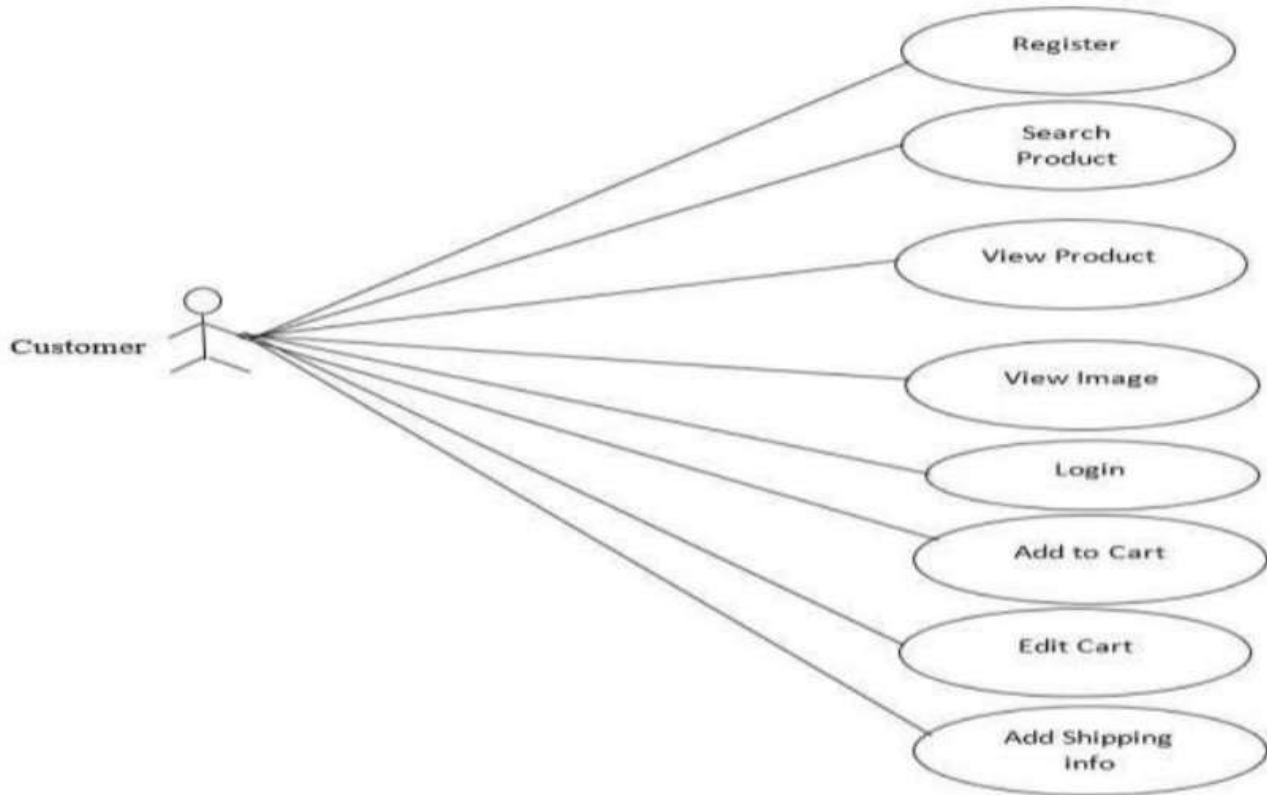 Register
Search
Product
View Product
Customer
View Image
Login
Add to Cart
Edit Cart
Add Shipping
info